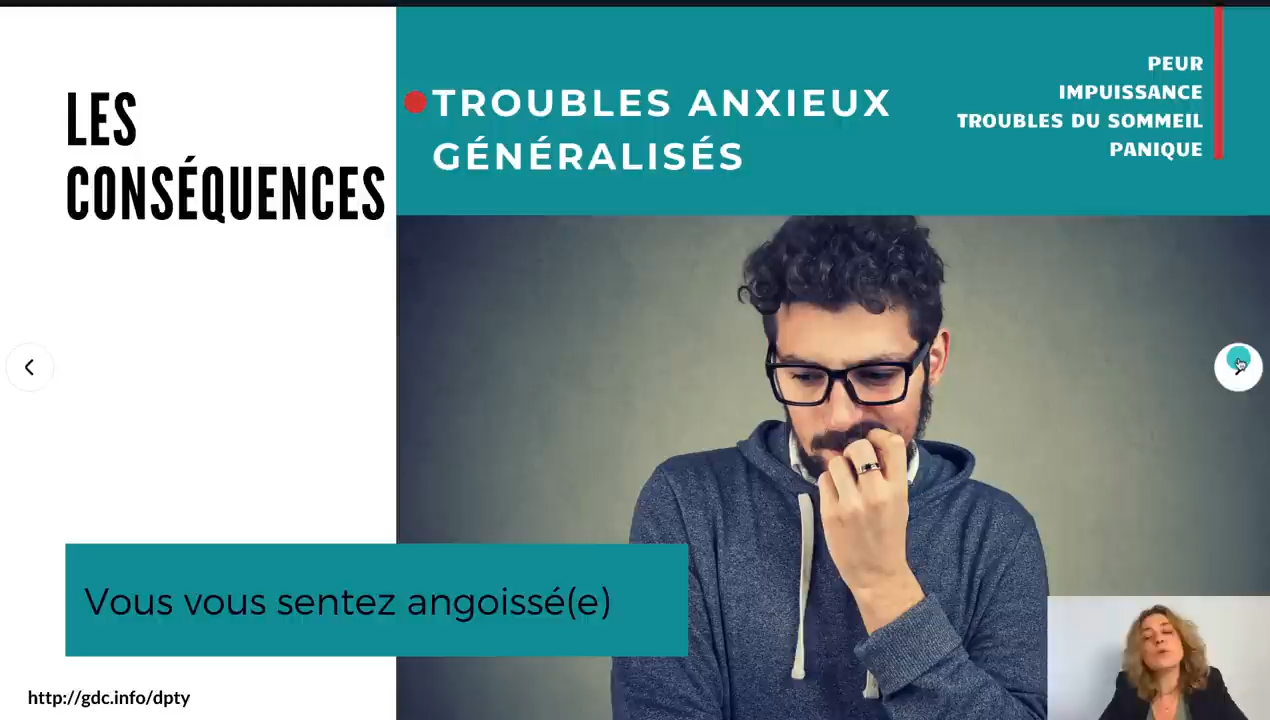 LES
CONSÉQUENCES
TROUBLES ANXIEUX
GÉNÉRALISÉS
PEUR
IMPUISSANCE
TROUBLES DU SOMMEIL
PANIQUE
Vous vous sentez angoissé(e)
http://gdc.info/dpty